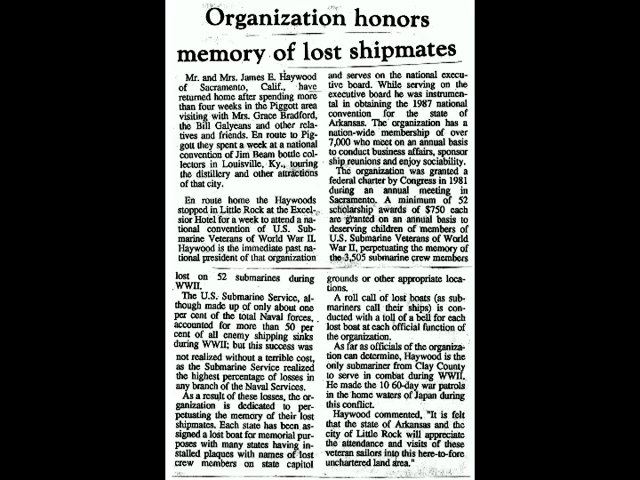 Organization honors
memory of lost shipmates
Mr. and Mrs. James E. Haywood
of Sacramento, Calif., have
returned home after spending more
than four weeks in the Piggott area
visiting with Mrs. Grace Bradford,
the Bill Galyeans and other rela-
tives and friends. En route to Pig-
gott they spent a week at a national
convention of Jim Beam bottle col-
lectors in Louisville, Ky., touring
the distillery and other attractions
of that city.
En route home the Haywoods
stopped in Little Rock at the Excel-
sior Hotel for a week to attend a na-
tional convention of U.S. Sub-
marine Veterans of World War II.
Haywood is the immediate past na-
tional president of that organization
and serves on the national execu-
tive board. While serving on the
executive board he was instrumen-
tal in obtaining the 1987 national
convention for the state of
Arkansas. The organization has a
nation-wide membership of over
7,000 who meet on an annual basis
to conduct business affairs, sponsor
ship reunions and enjoy sociability.
The organization was granted a
federal charter by Congress in 1981
during an annual meeting in
Sacramento. A minimum of 52
scholarship awards of $750 each
are granted on an annual basis to
deserving children of members of
U.S. Submarine Veterans of World
War II, perpetuating the memory of
the 3,505 submarine crew members
lost on 52 submarines during
WWII.
The U.S. Submarine Service, al-
though made up of only about one
per cent of the total Naval forces,
accounted for more than 50 per
cent of all enemy shipping sinks
during WWII; but this success was
not realized without a terrible cost,
as the Submarine Service realized
the highest percentage of losses in
any branch of the Naval Services.
As a result of these losses, the or-
ganization is dedicated to per-
petuating the memory of their lost
shipmates. Each state has been as-
signed a lost boat for memorial pur-
poses with many states having in-
stalled plaques with names of lost
crew members on state capitol
grounds or other appropriate loca-
tions.
A roll call of lost boats (as sub-
mariners call their ships) is con-
ducted with a toll of a bell for each
lost boat at each official function of
the organization.
As far as officials of the organiza-
tion can determine, Haywood is the
only submariner from Clay County
to serve in combat during WWII.
He made the 10 60-day war patrols
in the home waters of Japan during
this conflict.
Haywood commented, "It is felt
that the state of Arkansas and the
city of Little Rock will appreciate
the attendance and visits of these
veteran sailors into this here-to-fore
unchartered land area."